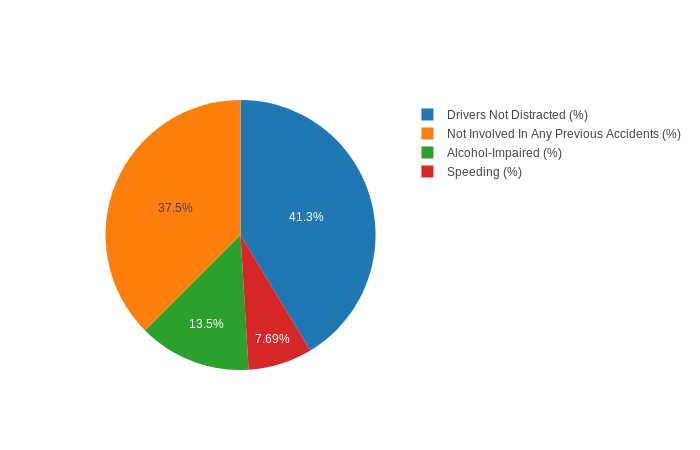 Drivers Not Distracted (%)
Not Involved In Any Previous Accidents (%)
Alcohol-Impaired (%)
Speeding (%)
37.5%
41.3%
13.5%
7.69%